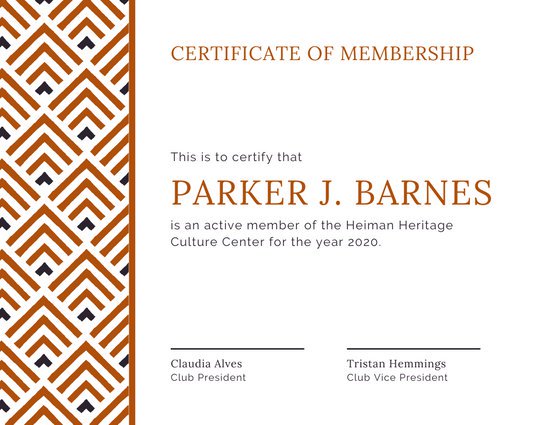 CERTIFICATE OF MEMBERSHIP
This is to certify that
PARKER J. BARNES
is an active member of the Heiman Heritage
Culture Center for the year 2020.
Claudia Alves
Club President
Tristan Hemmings
Club Vice President